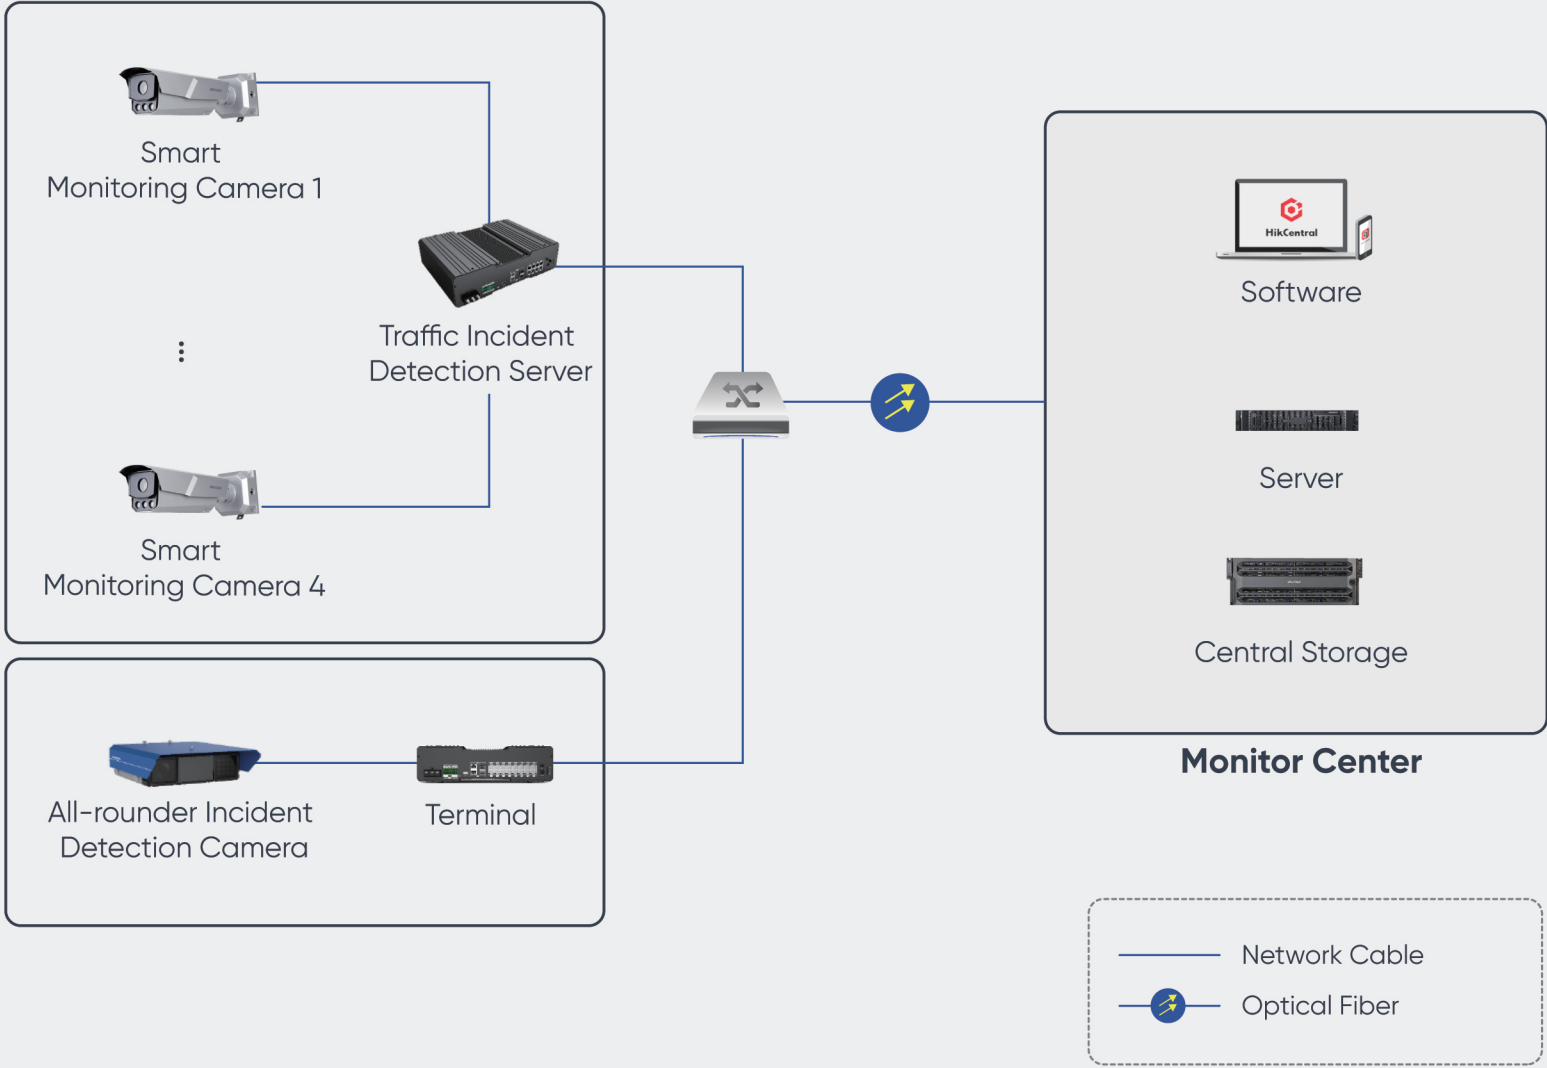 Smart
Monitoring Camera 1
Traffic Incident
Detection Server
Smart
Monitoring Camera 4
All-rounder Incident
Detection Camera
Terminal
HikCentral
Software
Server
Central Storage
Monitor Center
Network Cable
Optical Fiber